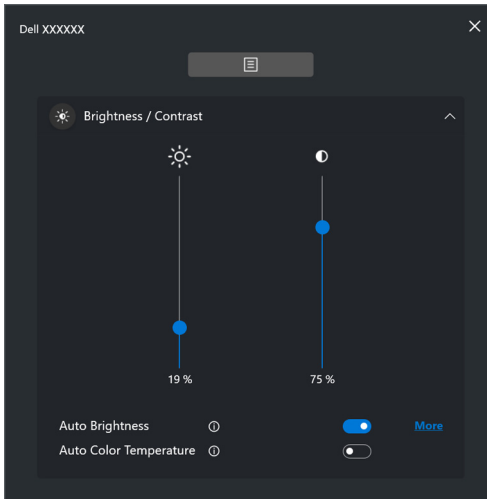 Dell XXXXXX
Brightness / Contrast
19 % 75 %
Auto Brightness More
Auto Color Temperature